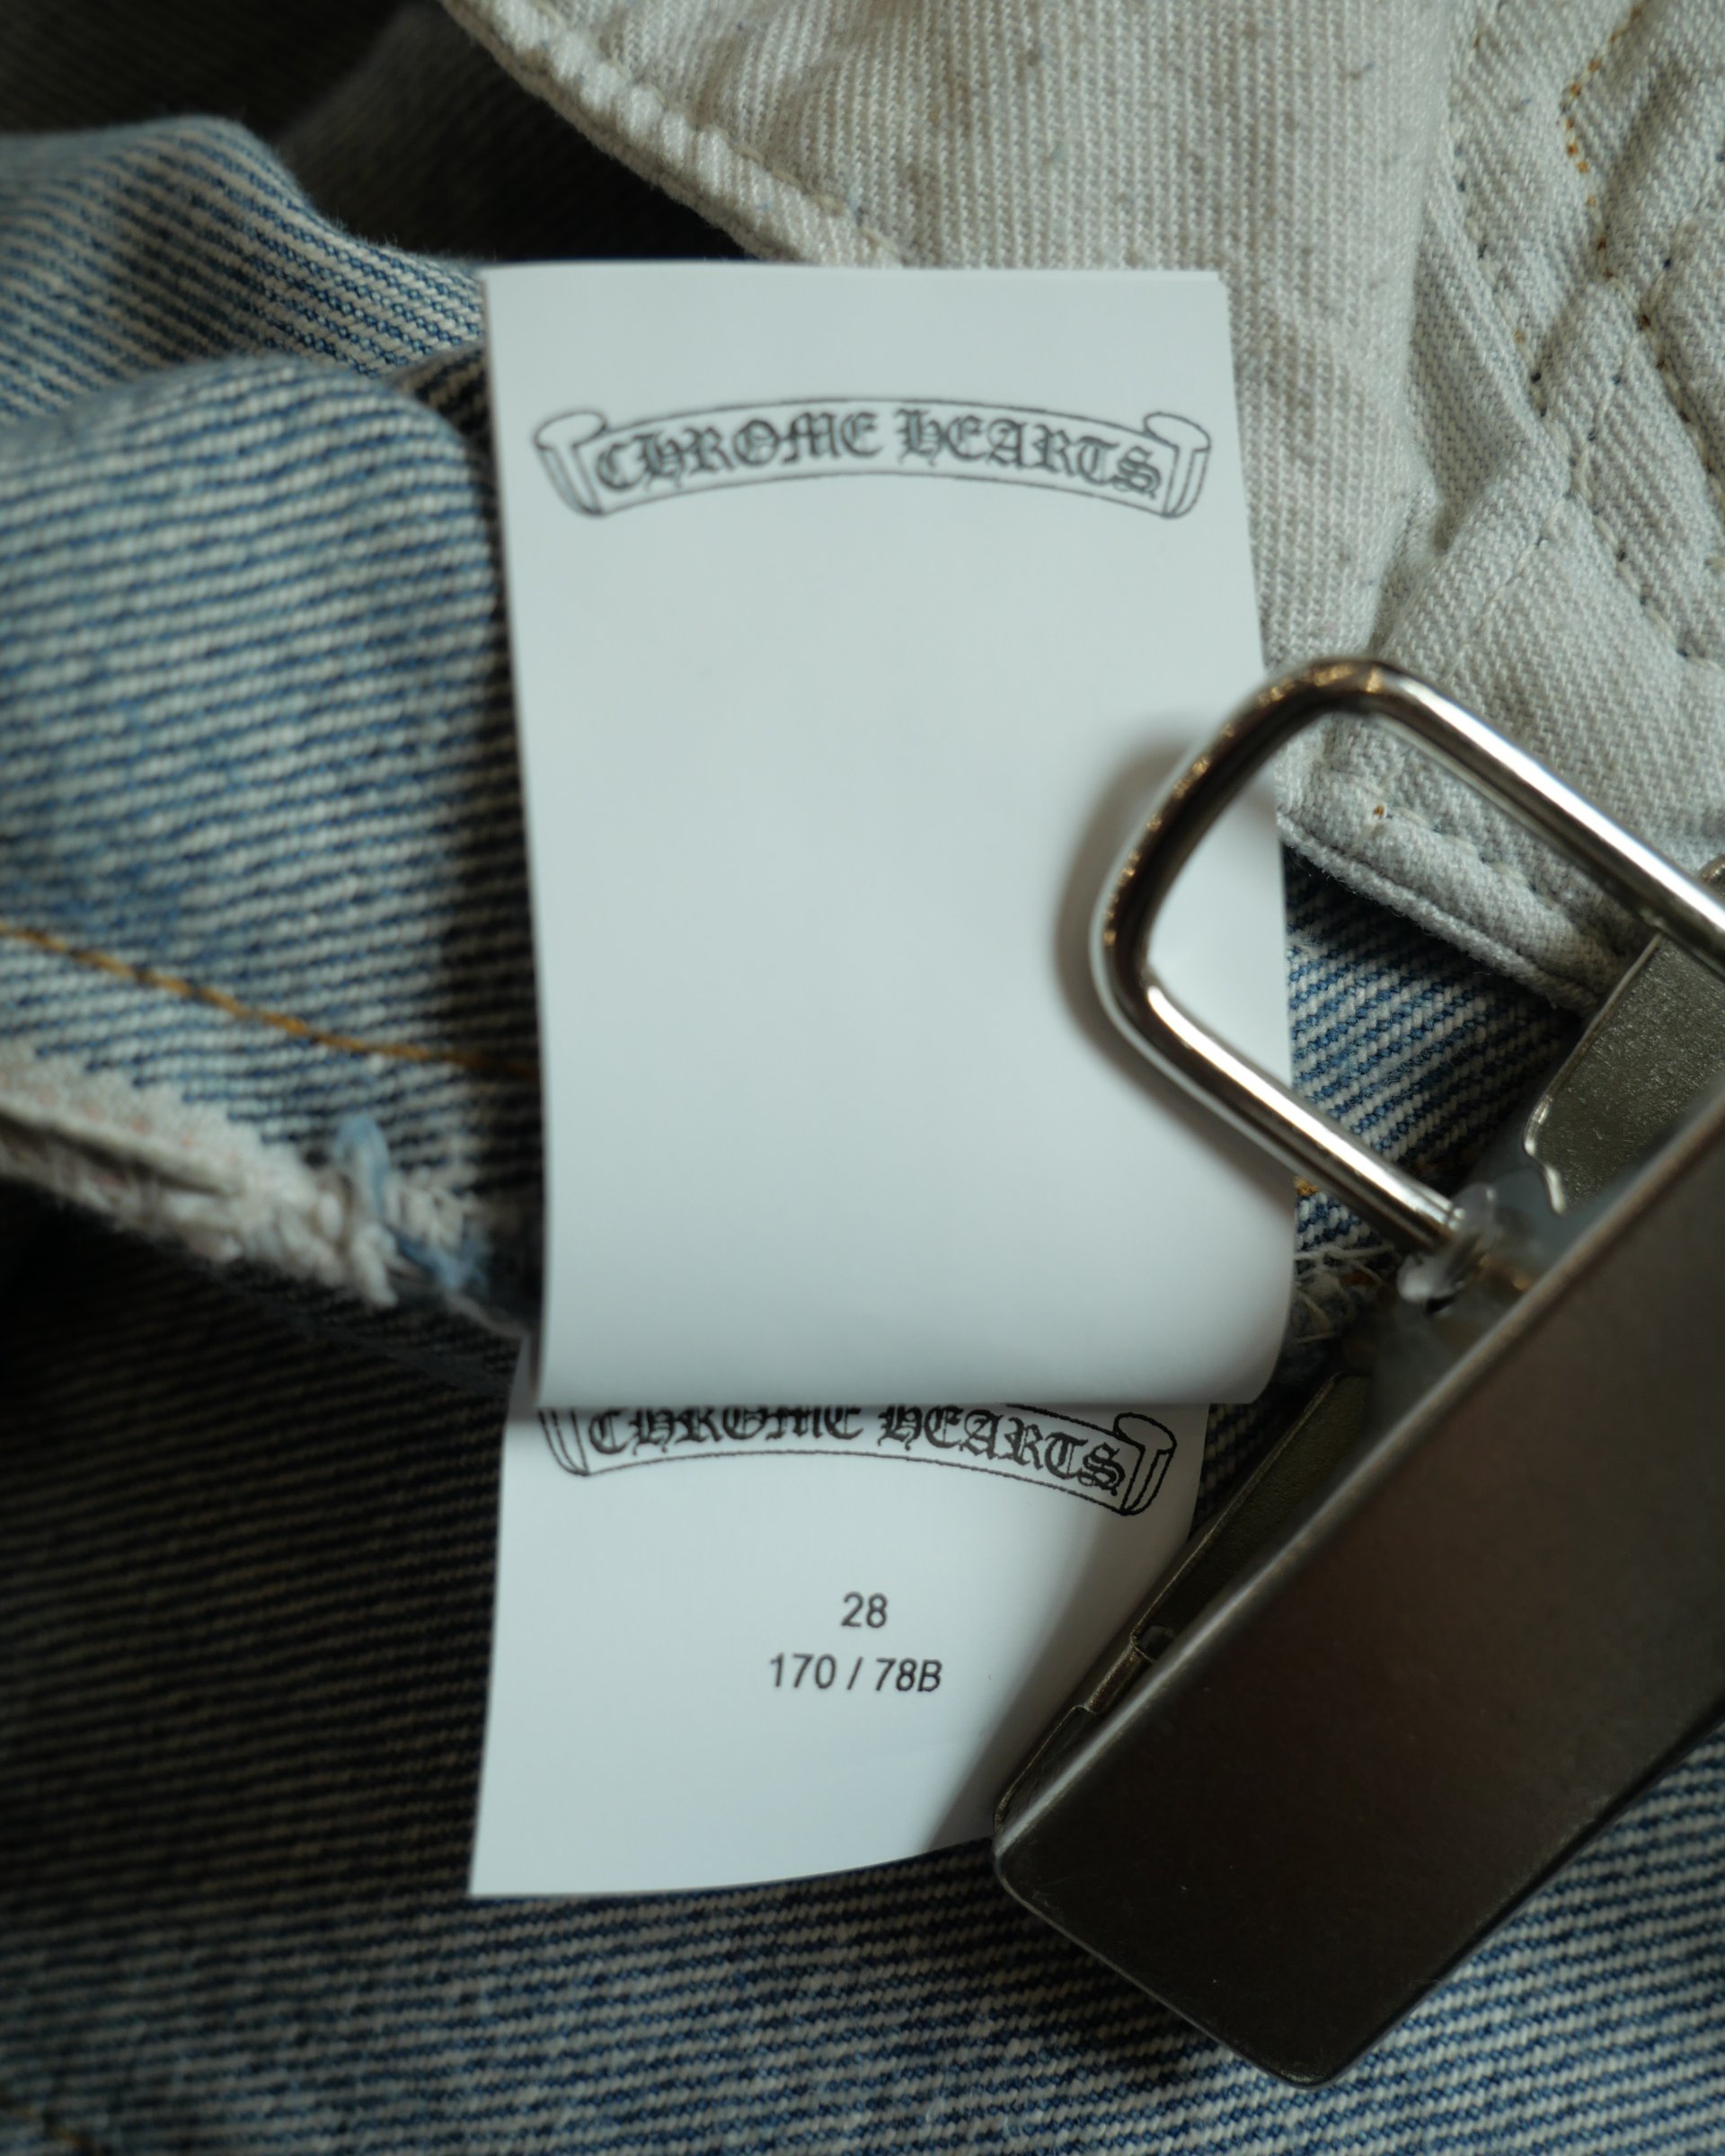 CHROME HEARTS
CHROME HEARTS
28
170 / 78B